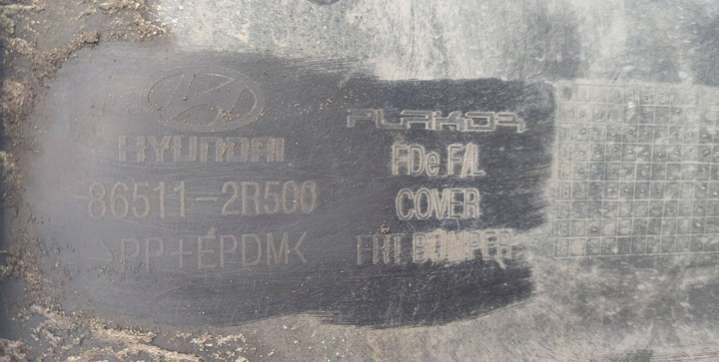 HYUNDAI
86511-2R500
>PP+EPDM<
PLAKOR
FDe F/L
COVER
FRT BUMPER